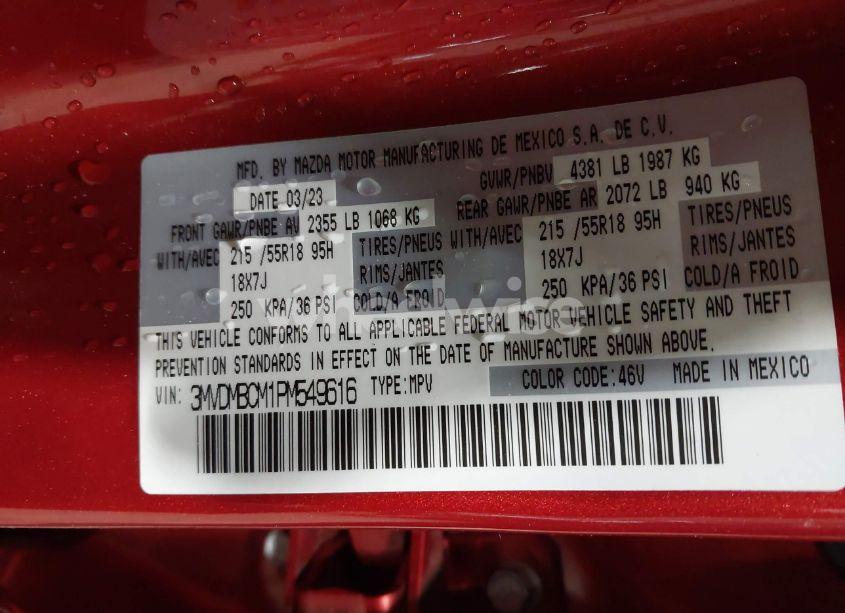 MFD. BY MAZDA MOTOR MANUFACTURING DE MEXICO S.A. DE C.V.
DATE 03/23 GVWR/PNBV 4381 LB 1987 KG
FRONT GAWR/PNBE AV 2355 LB 1068 KG REAR GAWR/PNBE AR 2072 LB 940 KG
WITH/AVEC 215 /55R18 95H TIRES/PNEUS WITH/AVEC 215 /55R18 95H TIRES/PNEUS
18X7J RIMS/JANTES 18X7J RIMS/JANTES
250 KPA/36 PSI COLD/A FROID 250 KPA/36 PSI COLD/A FROID
THIS VEHICLE CONFORMS TO ALL APPLICABLE FEDERAL MOTOR VEHICLE SAFETY AND THEFT
PREVENTION STANDARDS IN EFFECT ON THE DATE OF MANUFACTURE SHOWN ABOVE.
VIN: 3MVDMBCM1PM549616 TYPE:MPV COLOR CODE:46V MADE IN MEXICO